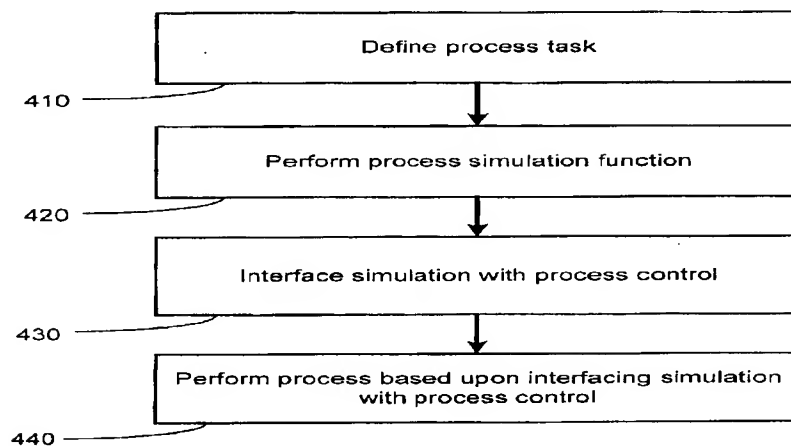 Define process task
410
Perform process simulation function
420
Interface simulation with process control
430
Perform process based upon interfacing simulation
with process control
440